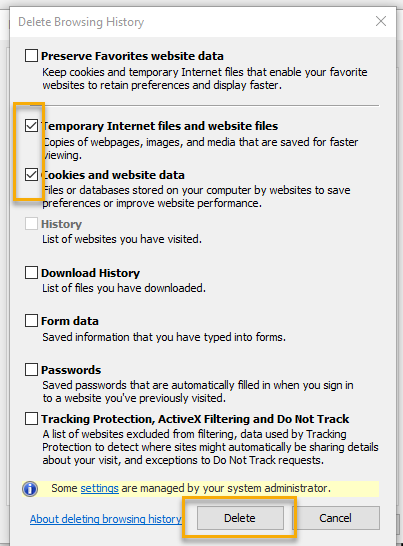 Delete Browsing History
Preserve Favorites website data
Keep cookies and temporary Internet files that enable your favorite
websites to retain preferences and display faster.
Temporary Internet files and website files
Copies of webpages, images, and media that are saved for faster
viewing.
Cookies and website data
Files or databases stored on your computer by websites to save
preferences or improve website performance.
History
List of websites you have visited.
Download History
List of files you have downloaded.
Form data
Saved information that you have typed into forms.
Passwords
Saved passwords that are automatically filled in when you sign in
to a website you've previously visited.
Tracking Protection, ActiveX Filtering and Do Not Track
A list of websites excluded from filtering, data used by Tracking
Protection to detect where sites might automatically be sharing details
about your visit, and exceptions to Do Not Track requests.
Some settings are managed by your system administrator.
About deleting browsing history
Delete
Cancel